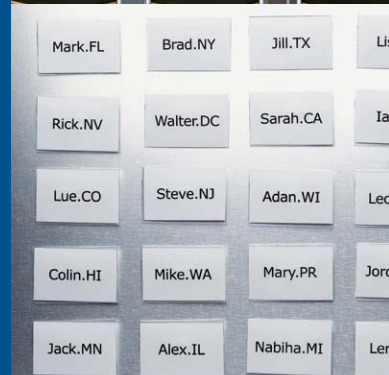 Mark.FL
Brad.NY
Jill.TX
Rick.NV
Walter.DC
Sarah.CA
Lue.CO
Steve.NJ
Adan.WI
Colin.HI
Mike.WA
Mary.PR
Jack.MN
Alex.IL
Nabiha.MI